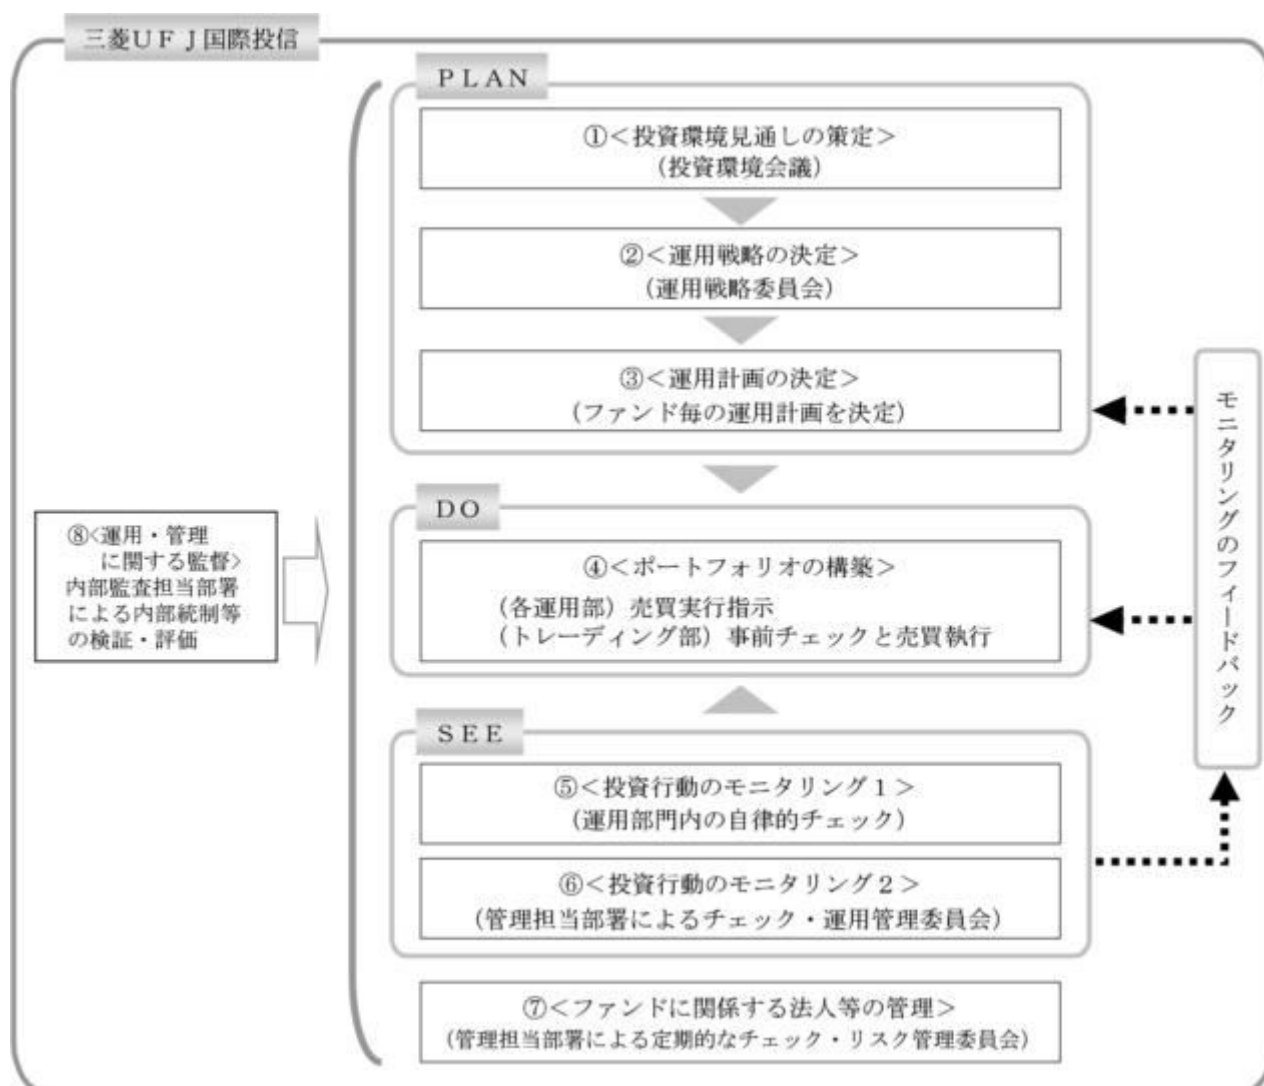 三菱UFJ国際投信
PLAN
①<投資環境見通しの策定>
(投資環境会議)
②<運用戦略の決定>
(運用戦略委員会)
③<運用計画の決定>
(ファンド毎の運用計画を決定)
DO
④<ポートフォリオの構築>
(各運用部)売買実行指示
(トレーディング部)事前チェックと売買執行
SEE
⑤<投資行動のモニタリング1>
(運用部門内の自律的チェック)
⑥<投資行動のモニタリング2>
(管理担当部署によるチェック・運用管理委員会)
⑦<ファンドに関係する法人等の管理>
(管理担当部署による定期的なチェック・リスク管理委員会)
⑧<運用・管理
に関する監督>
内部監査担当部署
による内部統制等
の検証・評価
モニタリングのフィードバック